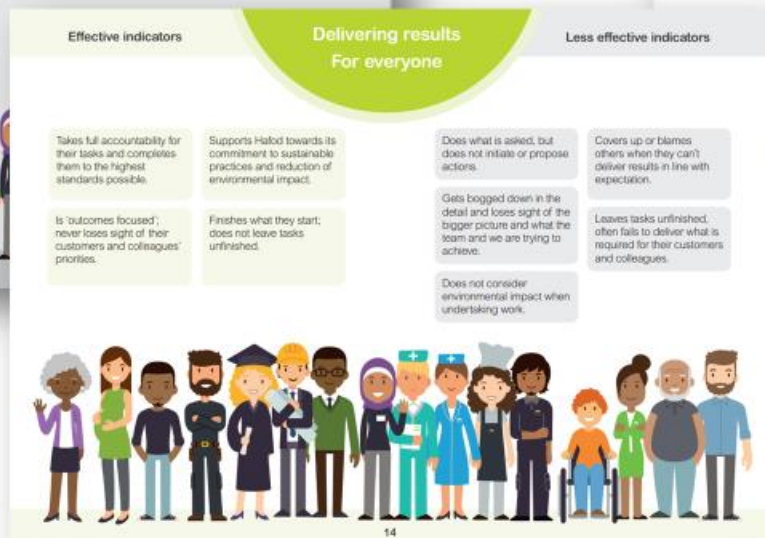 Effective indicators
Delivering results
For everyone
Less effective indicators
Takes full accountability for
their tasks and completes
them to the highest
standards possible.
Supports Hafod towards its
commitment to sustainable
practices and reduction of
environmental impact.
Is 'outcomes focused';
never loses sight of their
customers and colleagues'
priorities.
Finishes what they start;
does not leave tasks
unfinished.
Does what is asked, but
does not initiate or propose
actions.
Gets bogged down in the
detail and loses sight of the
bigger picture and what the
team and we are trying to
achieve.
Does not consider
environmental impact when
undertaking work.
Covers up or blames
others when they can't
deliver results in line with
expectation.
Leaves tasks unfinished,
often fails to deliver what is
required for their customers
and colleagues.
14